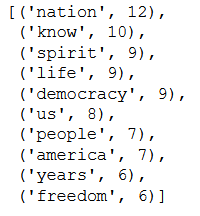 [('nation', 12),
('know', 10),
('spirit', 9),
('life', 9),
('democracy', 9),
('us', 8),
('people', 7),
('america', 7),
('years', 6),
('freedom', 6)]